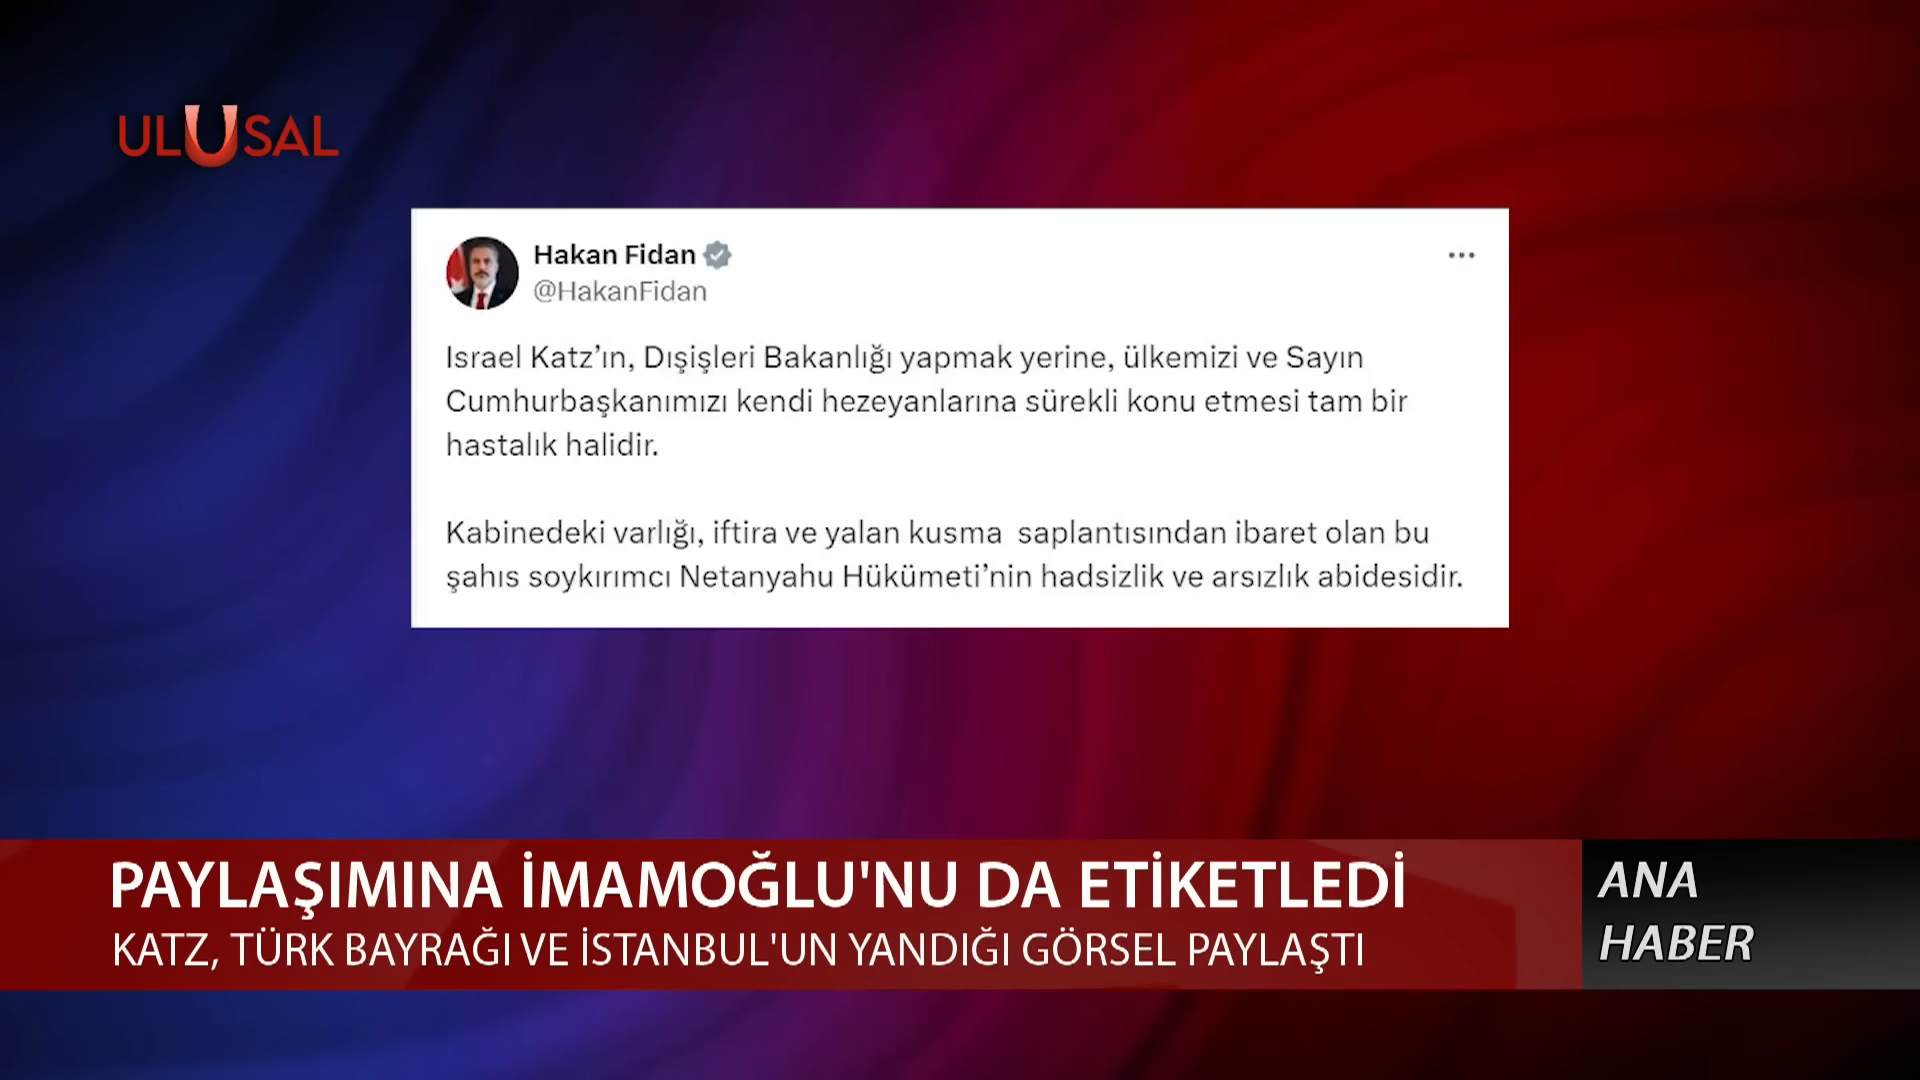 ULUSAL
Hakan Fidan
@HakanFidan
Israel Katz’ın, Dışişleri Bakanlığı yapmak yerine, ülkemizi ve Sayın
Cumhurbaşkanımızı kendi hezeyanlarına sürekli konu etmesi tam bir
hastalık halidir.
Kabinedeki varlığı, iftira ve yalan kusma  saplantısından ibaret olan bu
şahıs soykırımcı Netanyahu Hükümeti’nin hadsizlik ve arsızlık abidesidir.
PAYLAŞIMINA İMAMOĞLU'NU DA ETİKETLEDİ
KATZ, TÜRK BAYRAĞI VE İSTANBUL'UN YANDIĞI GÖRSEL PAYLAŞTI
ANA
HABER